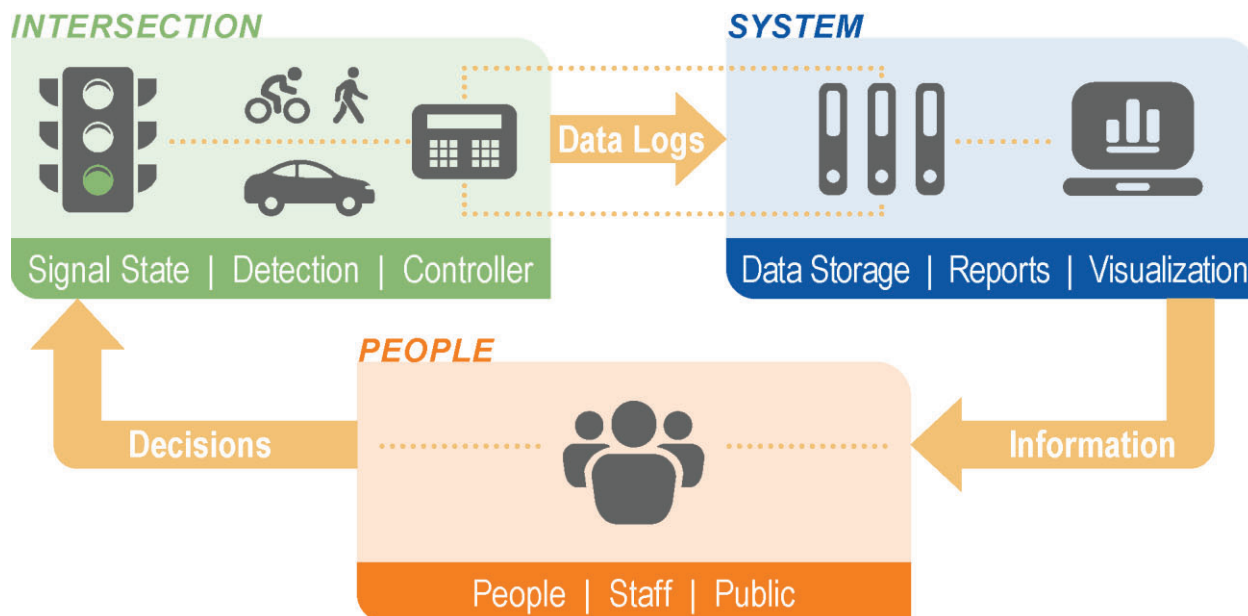 INTERSECTION
SYSTEM
Data Logs
Signal State | Detection | Controller
Data Storage | Reports | Visualization
PEOPLE
Decisions
Information
People | Staff | Public